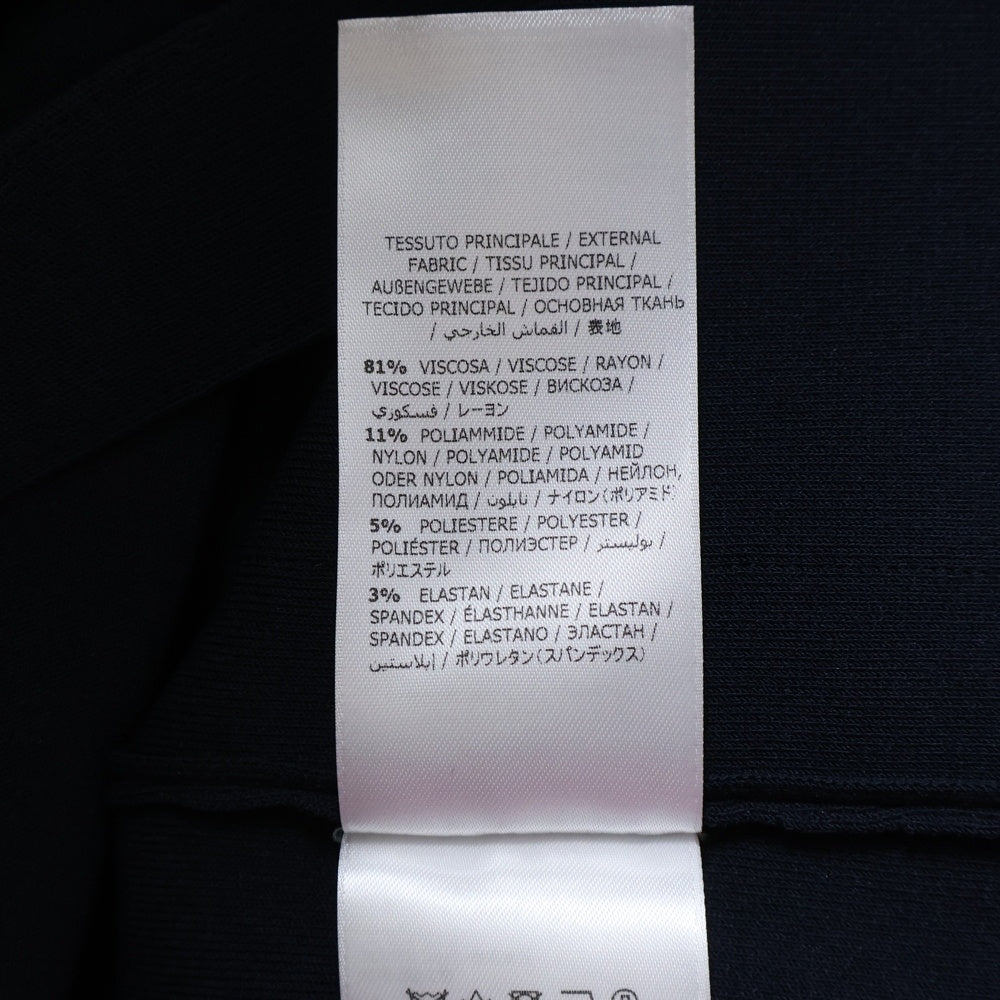 TESSUTO PRINCIPALE / EXTERNAL
FABRIC / TISSU PRINCIPAL /
AUßENGEWEBE / TEJIDO PRINCIPAL /
TECIDO PRINCIPAL / ОСНОВНАЯ ТКАНЬ
/ القماش الخارجي / 表地
81% VISCOSA / VISCOSE / RAYON /
VISCOSE / VISKOSE / ВИСКОЗА /
فسكوري / レーヨン
11% POLIAMMIDE / POLYAMIDE /
NYLON / POLYAMIDE / POLYAMID
ODER NYLON / POLIAMIDA / НЕЙЛОН,
ПОЛИАМИД / نايلون / ナイロン(ポリアミド)
5% POLIESTERE / POLYESTER /
POLIÉSTER / ПОЛИЭСТЕР / بوليستر /
ポリエステル
3% ELASTAN / ELASTANE /
SPANDEX / ÉLASTHANNE / ELASTAN /
SPANDEX / ELASTANO / ЭЛАСТАН /
إيلاستين / ポリウレタン(スパンデックス)